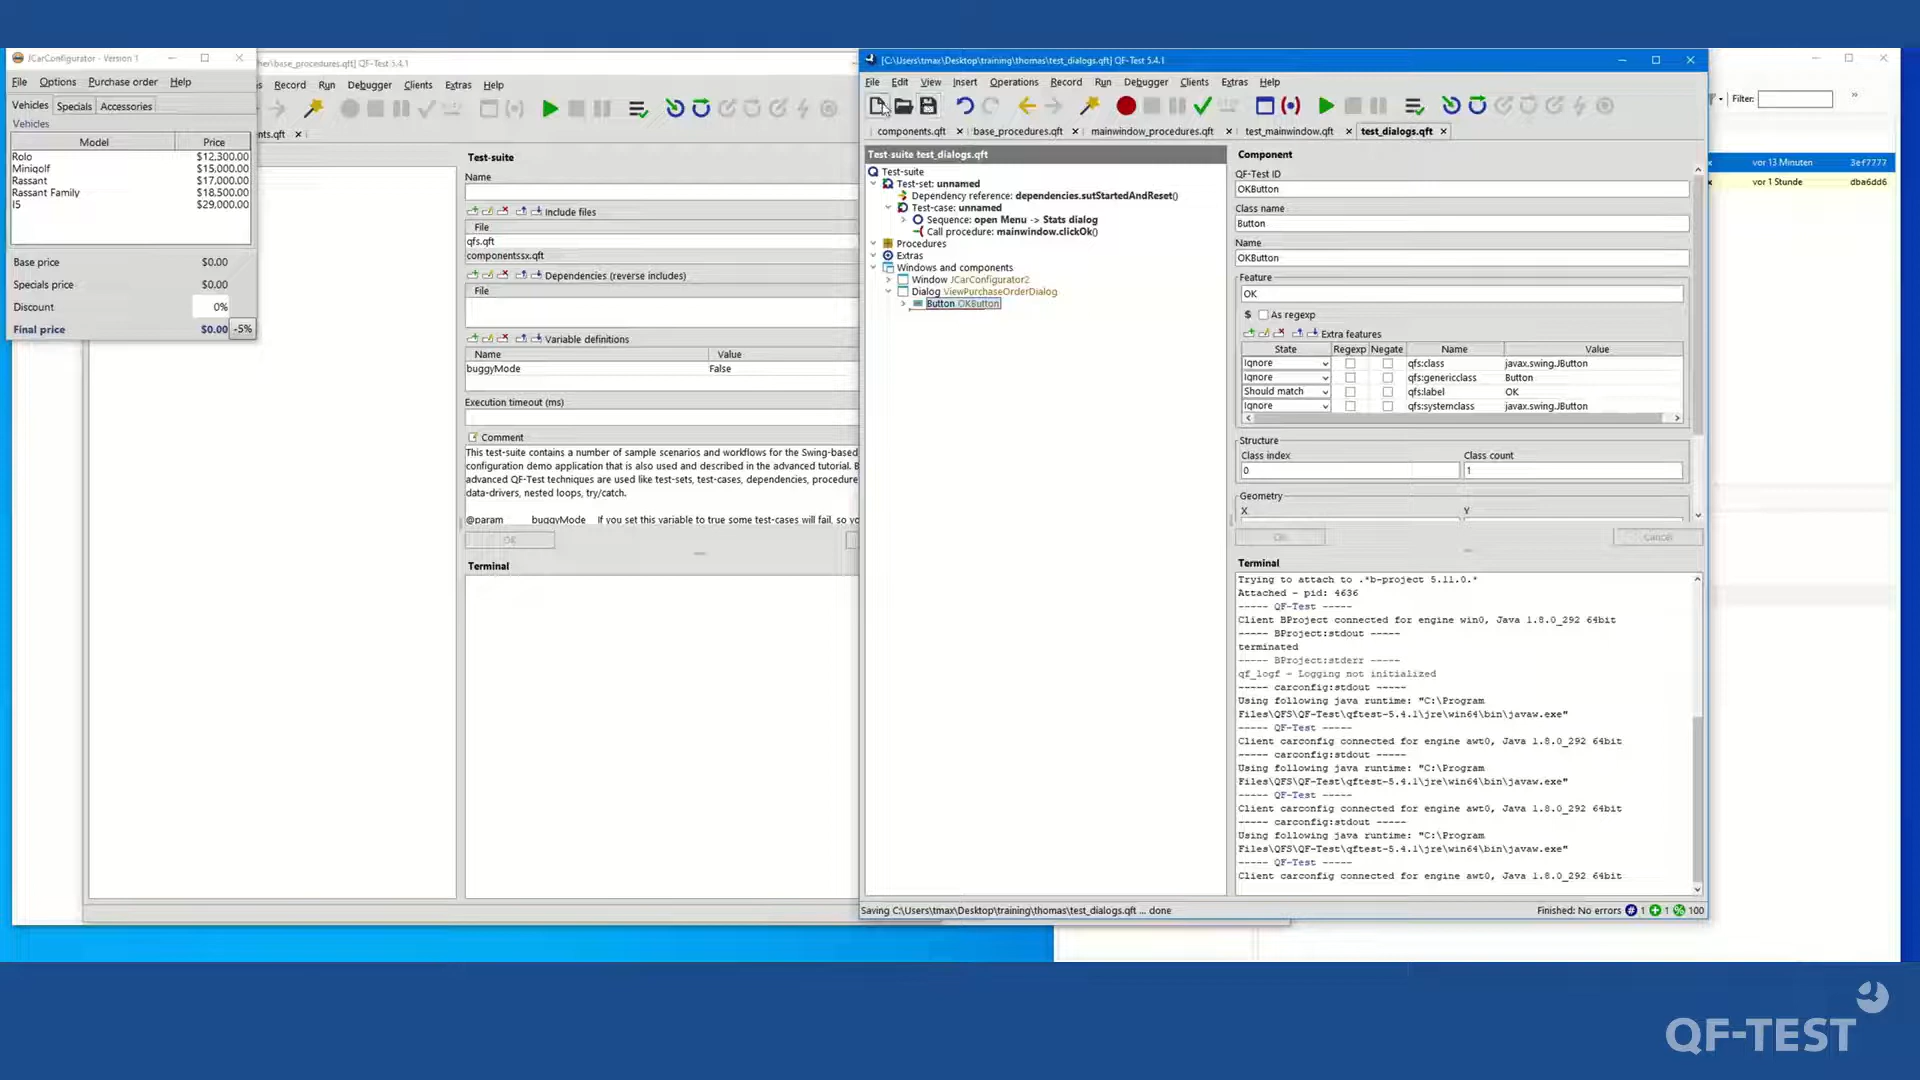 JCarConfigurator - Version 1
File Options Purchase order Help
Vehicles Specials Accessories
Vehicles
Model Price
Rolo $12,300.00
Minigolf $15,000.00
Rassant $17,000.00
Rassant Family $18,500.00
I5 $29,000.00
Base price $0.00
Specials price $0.00
Discount 0%
Final price $0.00 -5%
her\base_procedures.qft] QF-Test 5.4.1
Record Run Debugger Clients Extras Help
nts.qft
Test-suite
Name
Include files
File
qfs.qft
componentssx.qft
Dependencies (reverse includes)
File
Variable definitions
Name Value
buggyMode False
Execution timeout (ms)
Comment
This test-suite contains a number of sample scenarios and workflows for the Swing-based
configuration demo application that is also used and described in the advanced tutorial. B
advanced QF-Test techniques are used like test-sets, test-cases, dependencies, procedure
data-drivers, nested loops, try/catch.
@param buggyMode If you set this variable to true some test-cases will fail, so yo
OK
Terminal
[C:\Users\tmax\Desktop\training\thomas\test_dialogs.qft] QF-Test 5.4.1
File Edit View Insert Operations Record Run Debugger Clients Extras Help
components.qft base_procedures.qft mainwindow_procedures.qft test_mainwindow.qft test_dialogs.qft
Test-suite test_dialogs.qft
Test-suite
Test-set: unnamed
Dependency reference: dependencies.sutStartedAndReset()
Test-case: unnamed
Sequence: open Menu -> Stats dialog
Call procedure: mainwindow.clickOk()
Procedures
Extras
Windows and components
Window JCarConfigurator2
Dialog ViewPurchaseOrderDialog
Button OKButton
Component
QF-Test ID
OKButton
Class name
Button
Name
OKButton
Feature
OK
$ As regexp
Extra features
State Regexp Negate Name Value
Ignore qfs:class javax.swing.JButton
Ignore qfs:genericclass Button
Should match qfs:label OK
Ignore qfs:systemclass javax.swing.JButton
Structure
Class index Class count
0 1
Geometry
X Y
OK Cancel
Terminal
Trying to attach to .*b-project 5.11.0.*
Attached - pid: 4636
----- QF-Test -----
Client BProject connected for engine win0, Java 1.8.0_292 64bit
----- BProject:stdout -----
terminated
----- BProject:stderr -----
qf_logf - Logging not initialized
----- carconfig:stdout -----
Using following java runtime: "C:\Program
Files\QFS\QF-Test\qftest-5.4.1\jre\win64\bin\javaw.exe"
----- QF-Test -----
Client carconfig connected for engine awt0, Java 1.8.0_292 64bit
----- carconfig:stdout -----
Using following java runtime: "C:\Program
Files\QFS\QF-Test\qftest-5.4.1\jre\win64\bin\javaw.exe"
----- QF-Test -----
Client carconfig connected for engine awt0, Java 1.8.0_292 64bit
----- carconfig:stdout -----
Using following java runtime: "C:\Program
Files\QFS\QF-Test\qftest-5.4.1\jre\win64\bin\javaw.exe"
----- QF-Test -----
Client carconfig connected for engine awt0, Java 1.8.0_292 64bit
Saving C:\Users\tmax\Desktop\training\thomas\test_dialogs.qft ... done
Finished: No errors 1 1 100
Filter:
vor 13 Minuten 3ef7777
vor 1 Stunde dba6dd6
QF-TEST